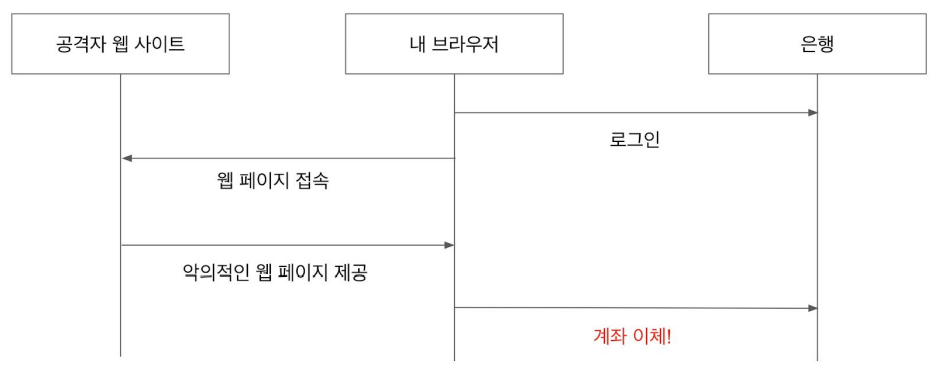 공격자 웹 사이트
내 브라우저
은행
로그인
웹 페이지 접속
악의적인 웹 페이지 제공
계좌 이체!